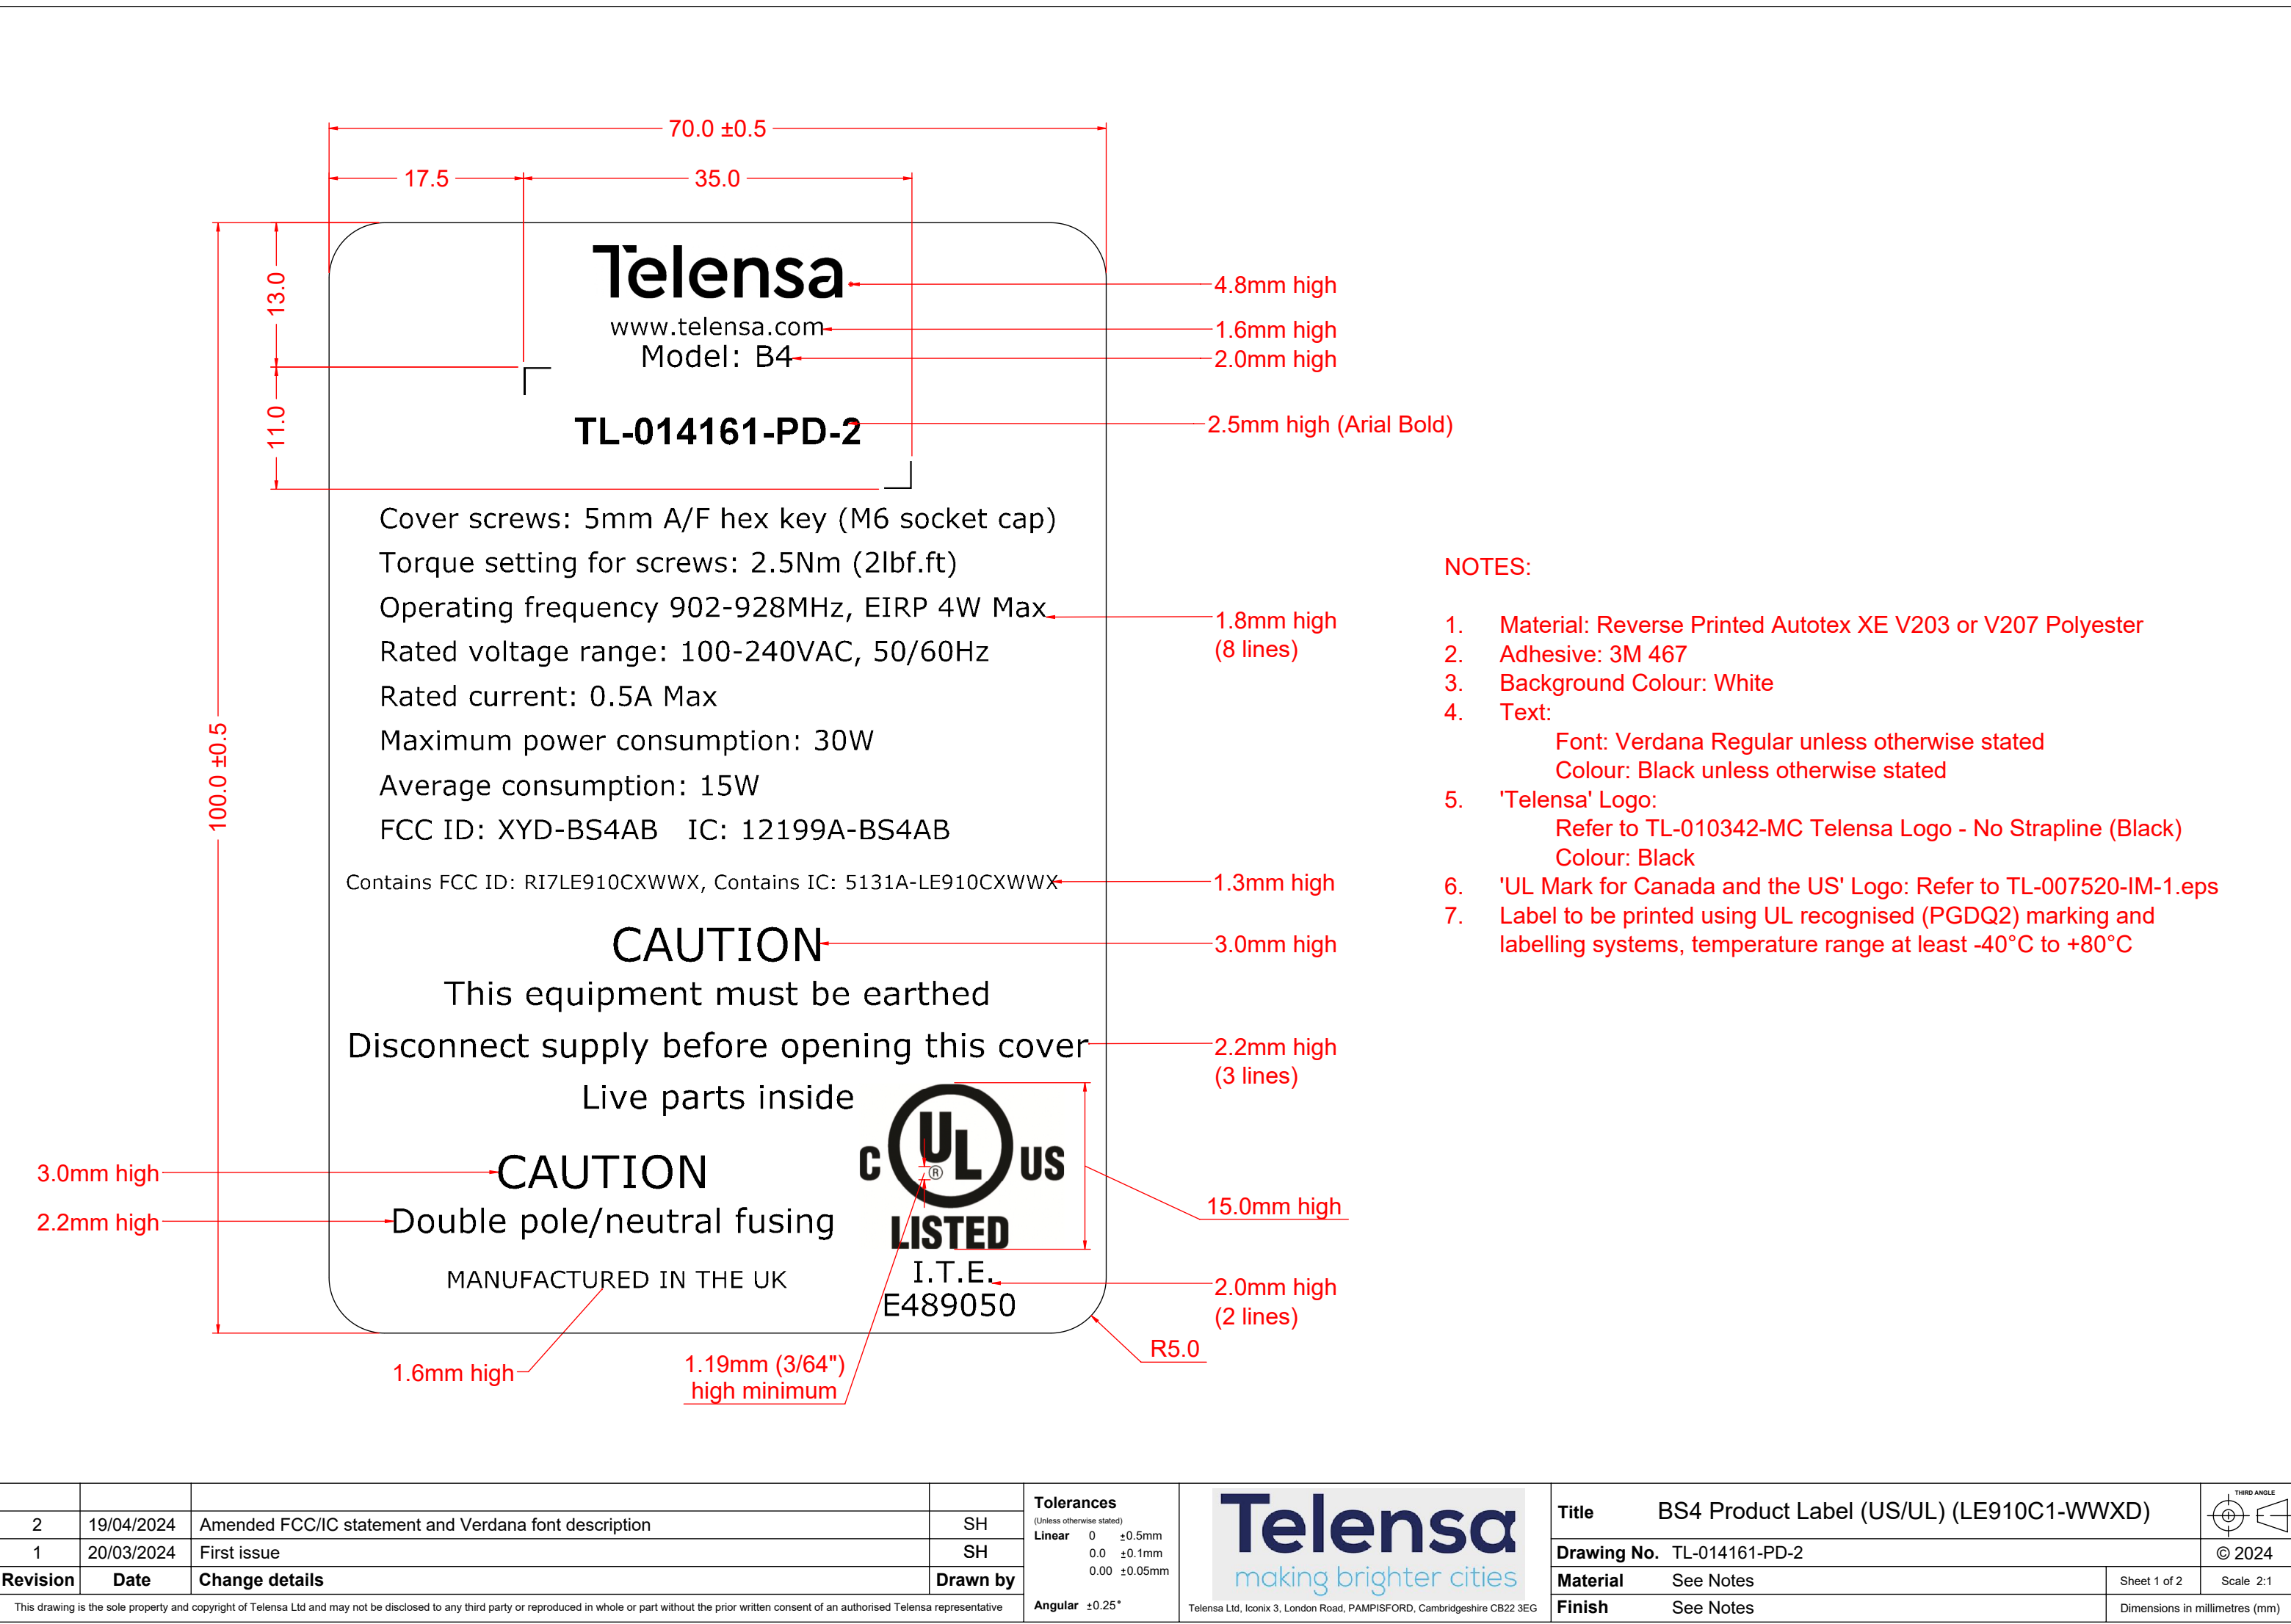 70.0 ±0.5
17.5
35.0
13.0
11.0
100.0 ±0.5
Telensa
4.8mm high
www.telensa.com
1.6mm high
Model: B4
2.0mm high
TL-014161-PD-2
2.5mm high (Arial Bold)
Cover screws: 5mm A/F hex key (M6 socket cap)
Torque setting for screws: 2.5Nm (2lbf.ft)
Operating frequency 902-928MHz, EIRP 4W Max
1.8mm high
(8 lines)
Rated voltage range: 100-240VAC, 50/60Hz
Rated current: 0.5A Max
Maximum power consumption: 30W
Average consumption: 15W
FCC ID: XYD-BS4AB   IC: 12199A-BS4AB
Contains FCC ID: RI7LE910CXWWX, Contains IC: 5131A-LE910CXWWX
1.3mm high
CAUTION
3.0mm high
This equipment must be earthed
Disconnect supply before opening this cover
2.2mm high
(3 lines)
Live parts inside
C UL ® US
LISTED
15.0mm high
3.0mm high
CAUTION
2.2mm high
Double pole/neutral fusing
MANUFACTURED IN THE UK
I.T.E.
E489050
2.0mm high
(2 lines)
R5.0
1.6mm high
1.19mm (3/64")
high minimum
NOTES:
1. Material: Reverse Printed Autotex XE V203 or V207 Polyester
2. Adhesive: 3M 467
3. Background Colour: White
4. Text:
Font: Verdana Regular unless otherwise stated
Colour: Black unless otherwise stated
5. 'Telensa' Logo:
Refer to TL-010342-MC Telensa Logo - No Strapline (Black)
Colour: Black
6. 'UL Mark for Canada and the US' Logo: Refer to TL-007520-IM-1.eps
7. Label to be printed using UL recognised (PGDQ2) marking and
labelling systems, temperature range at least -40°C to +80°C
2 19/04/2024 Amended FCC/IC statement and Verdana font description SH
1 20/03/2024 First issue SH
Revision Date Change details Drawn by
This drawing is the sole property and copyright of Telensa Ltd and may not be disclosed to any third party or reproduced in whole or part without the prior written consent of an authorised Telensa representative
Tolerances
(Unless otherwise stated)
Linear 0 ±0.5mm
0.0 ±0.1mm
0.00 ±0.05mm
Angular ±0.25°
Telensa
making brighter cities
Telensa Ltd, Iconix 3, London Road, PAMPISFORD, Cambridgeshire CB22 3EG
Title BS4 Product Label (US/UL) (LE910C1-WWXD)
THIRD ANGLE
Drawing No. TL-014161-PD-2
© 2024
Material See Notes
Sheet 1 of 2
Scale 2:1
Finish See Notes
Dimensions in millimetres (mm)